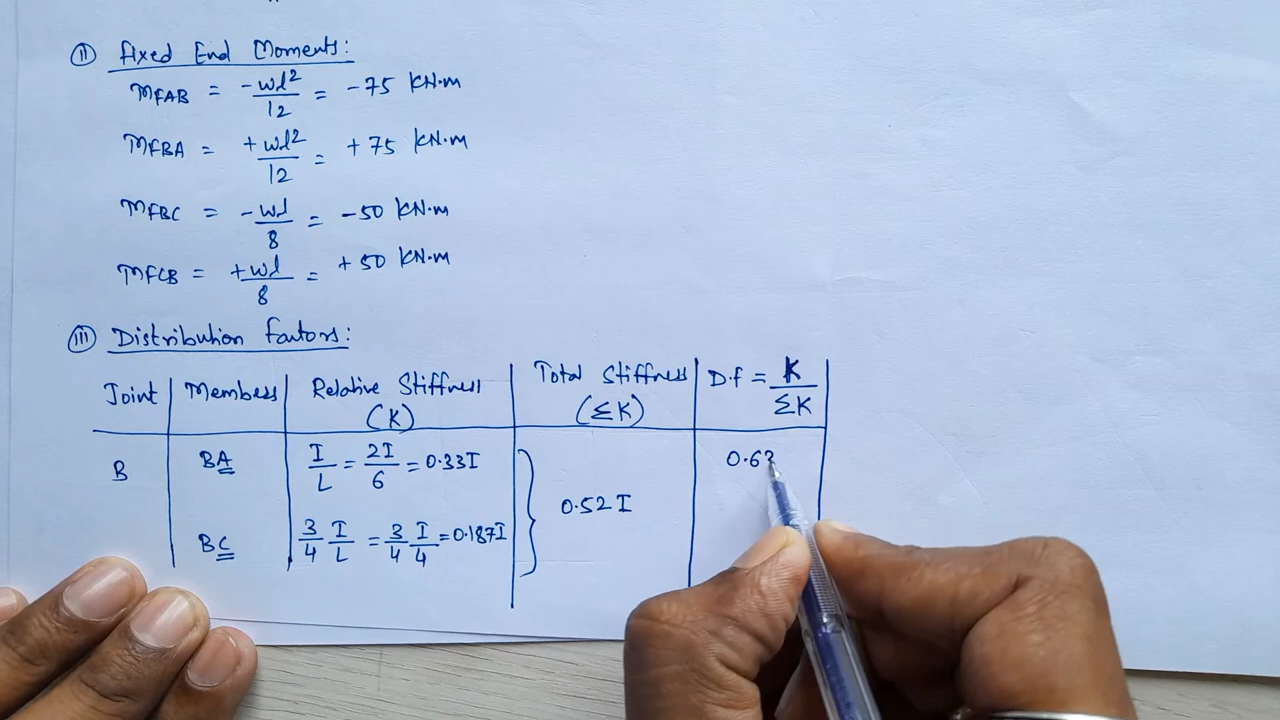 (II) Fixed End Moments:
MFAB = -wl²/12 = -75 KN.m
MFBA = +wl²/12 = +75 KN.m
MFBC = -Wl/8 = -50 KN.m
MFCB = +Wl/8 = +50 KN.m
(III) Distribution Factors:
Joint | Members | Relative Stiffness (K) | Total Stiffness (ΣK) | D.f = K/ΣK
B | BA | I/L = 2I/6 = 0.33I | 0.52 I | 0.63
BC | 3/4 I/L = 3/4 I/4 = 0.187I